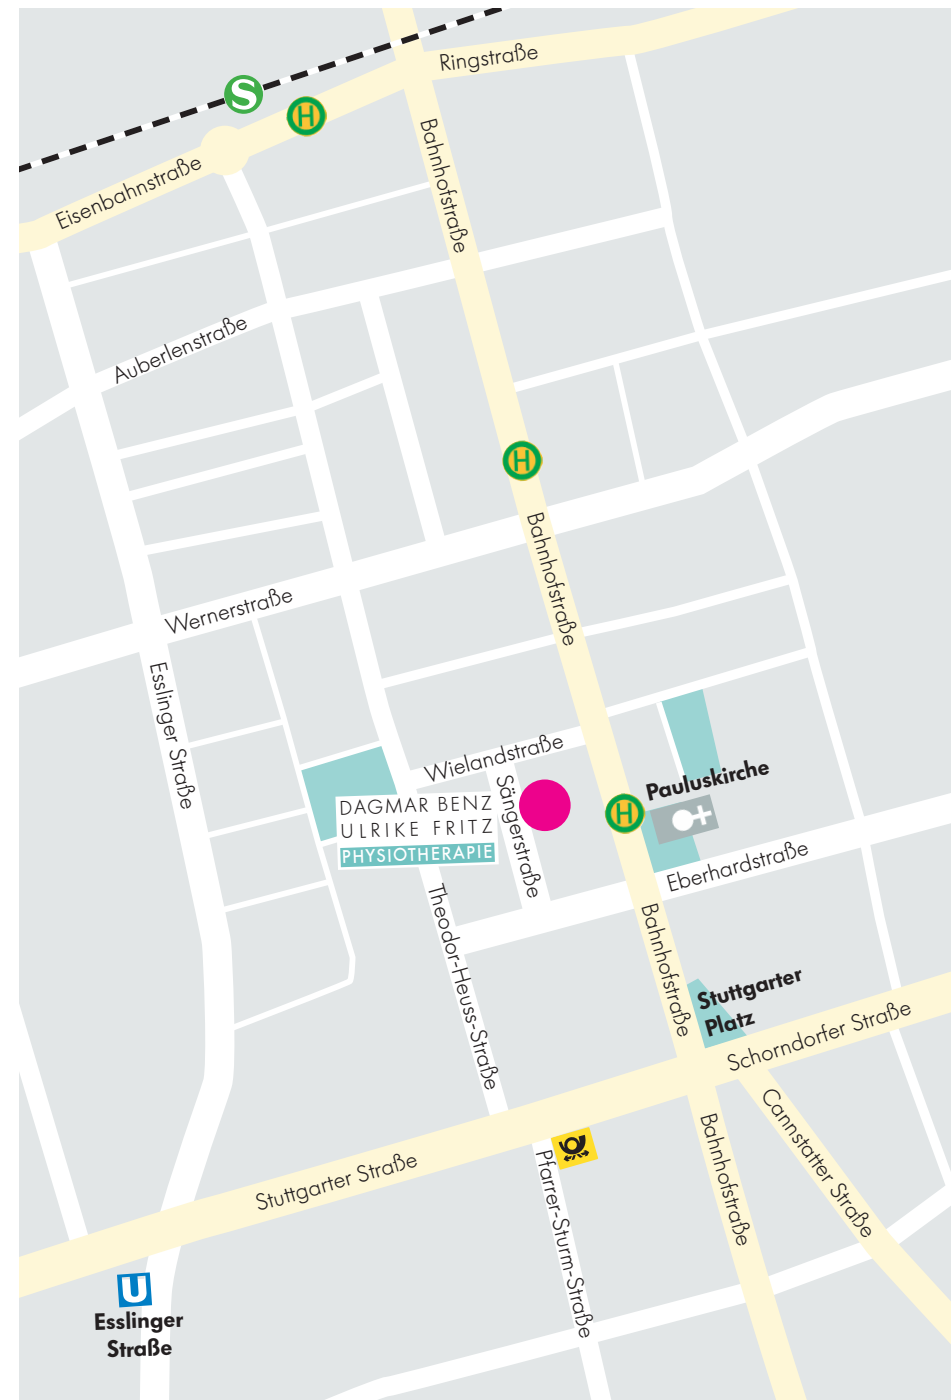 Ringstraße
S
H
Bahnhofstraße
Eisenbahnstraße
Auberlenstraße
H
Bahnhofstraße
Wernerstraße
Esslinger Straße
Wielandstraße
Sängerstraße
Pauluskirche
H
DAGMAR BENZ
ULRIKE FRITZ
PHYSIOTHERAPIE
Eberhardstraße
Theodor-Heuss-Straße
Bahnhofstraße
Stuttgarter
Platz
Schorndorfer Straße
Cannstatter Straße
Bahnhofstraße
Stuttgarter Straße
Pfarrer-Sturm-Straße
U
Esslinger
Straße